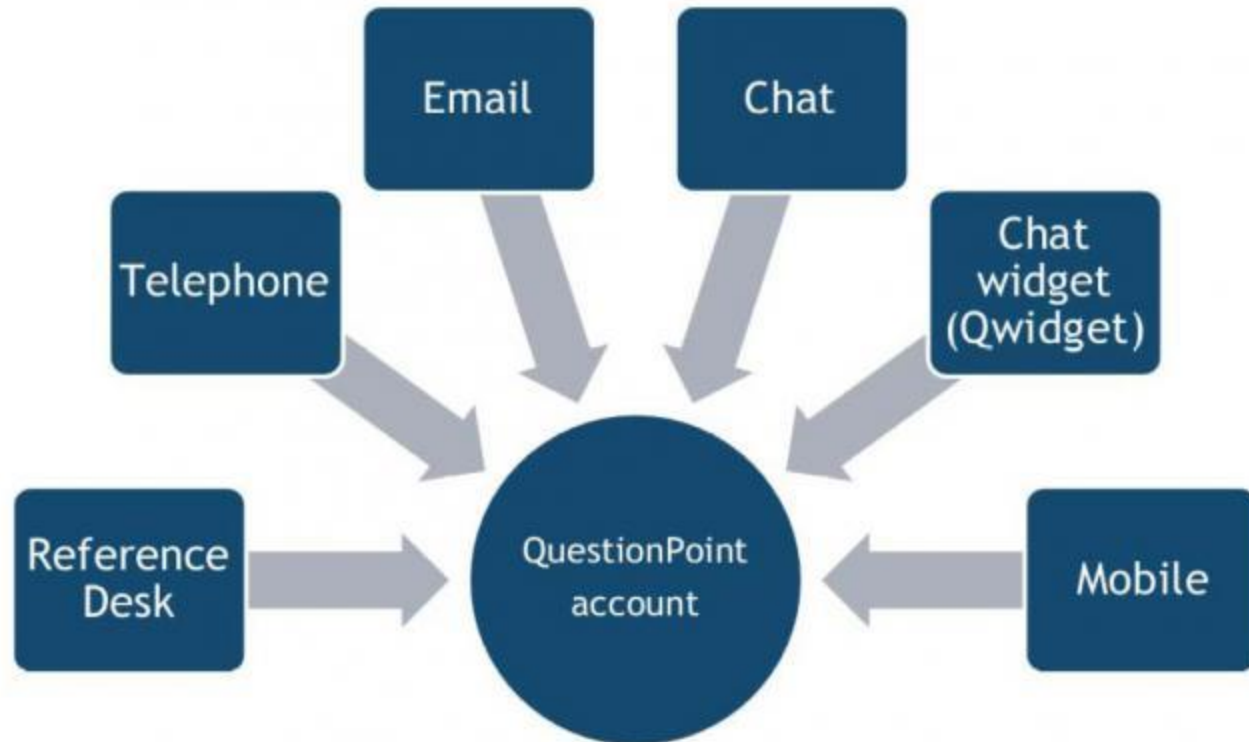 Email
Chat
Telephone
Chat
widget
(Qwidget)
Reference
Desk
QuestionPoint
account
Mobile